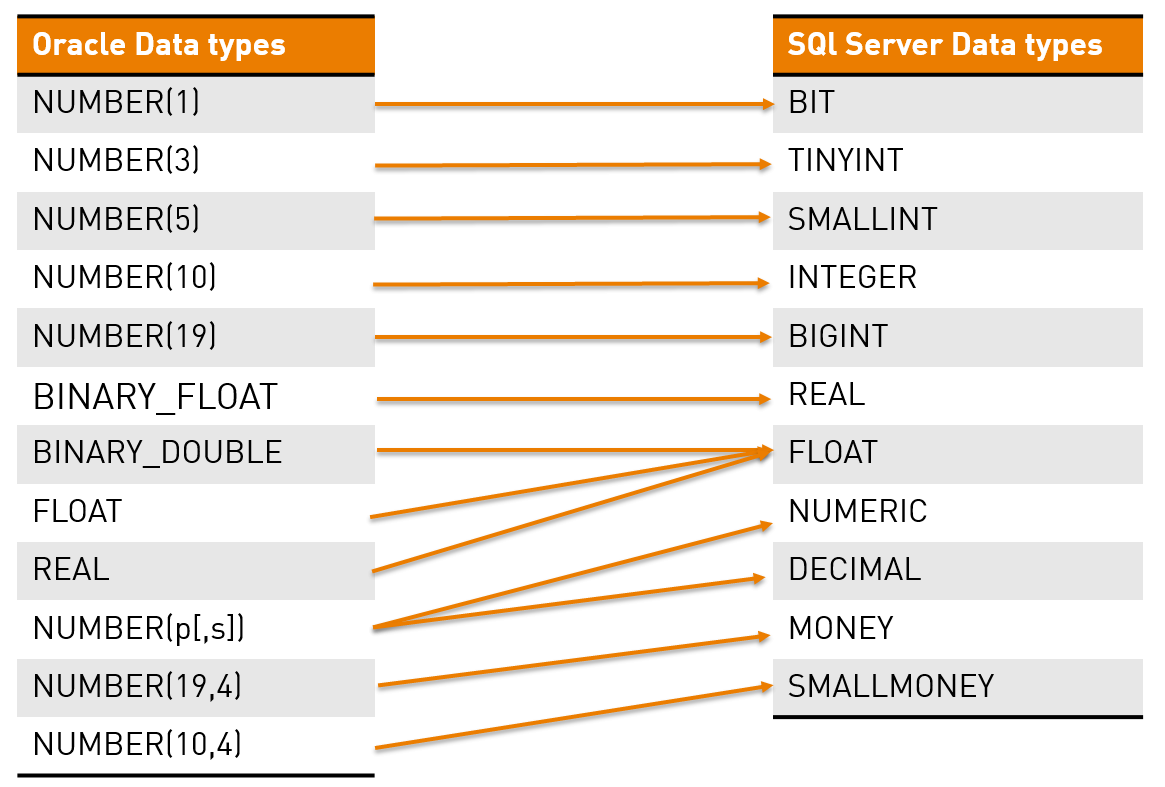 Oracle Data types
NUMBER(1)
NUMBER(3)
NUMBER(5)
NUMBER(10)
NUMBER(19)
BINARY_FLOAT
BINARY_DOUBLE
FLOAT
REAL
NUMBER(p[,s])
NUMBER(19,4)
NUMBER(10,4)
SQl Server Data types
BIT
TINYINT
SMALLINT
INTEGER
BIGINT
REAL
FLOAT
NUMERIC
DECIMAL
MONEY
SMALLMONEY